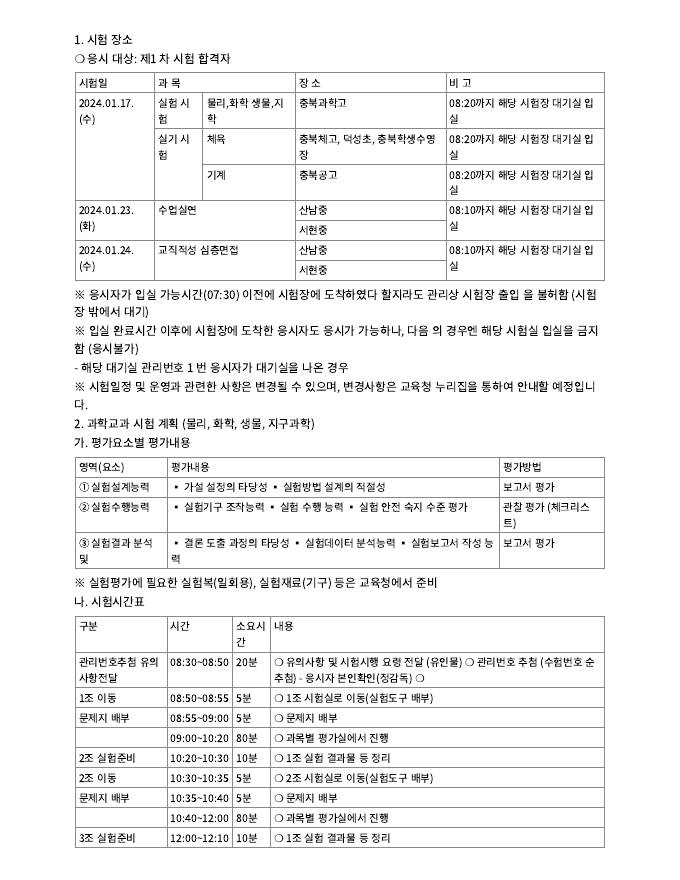 1. 시험 장소
❍ 응시 대상: 제1 차 시험 합격자
시험일 과 목 장 소 비 고
2024.01.17. 실험 시 물리,화학 생물,지 충북과학고 08:20까지 해당 시험장 대기실 입
(수) 험 학 실
실기 시 체육 충북체고, 덕성초, 충북학생수영 08:20까지 해당 시험장 대기실 입
험 장 실
기계 충북공고 08:20까지 해당 시험장 대기실 입
실
2024.01.23. 수업실연 산남중 08:10까지 해당 시험장 대기실 입
(화) 서현중 실
2024.01.24. 교직적성 심층면접 산남중 08:10까지 해당 시험장 대기실 입
(수) 서현중 실
※ 응시자가 입실 가능시간(07:30) 이전에 시험장에 도착하였다 할지라도 관리상 시험장 출입 을 불허함 (시험
장 밖에서 대기)
※ 입실 완료시간 이후에 시험장에 도착한 응시자도 응시가 가능하나, 다음 의 경우엔 해당 시험실 입실을 금지
함 (응시불가)
- 해당 대기실 관리번호 1 번 응시자가 대기실을 나온 경우
※ 시험일정 및 운영과 관련한 사항은 변경될 수 있으며, 변경사항은 교육청 누리집을 통하여 안내할 예정입니
다.
2. 과학교과 시험 계획 (물리, 화학, 생물, 지구과학)
가. 평가요소별 평가내용
영역(요소) 평가내용 평가방법
① 실험설계능력 ▪ 가설 설정의 타당성 ▪ 실험방법 설계의 적절성 보고서 평가
② 실험수행능력 ▪ 실험기구 조작능력 ▪ 실험 수행 능력 ▪ 실험 안전 숙지 수준 평가 관찰 평가 (체크리스
트)
③ 실험결과 분석 ▪ 결론 도출 과정의 타당성 ▪ 실험데이터 분석능력 ▪ 실험보고서 작성 능 보고서 평가
및 력
※ 실험평가에 필요한 실험복(일회용), 실험재료(기구) 등은 교육청에서 준비
나. 시험시간표
구분 시간 소요시 내용
간
관리번호추첨 유의 08:30~08:50 20분 ❍ 유의사항 및 시험시행 요령 전달 (유인물) ❍ 관리번호 추첨 (수험번호 순
사항전달 추첨) - 응시자 본인확인(정감독) ❍
1조 이동 08:50~08:55 5분 ❍ 1조 시험실로 이동(실험도구 배부)
문제지 배부 08:55~09:00 5분 ❍ 문제지 배부
09:00~10:20 80분 ❍ 과목별 평가실에서 진행
2조 실험준비 10:20~10:30 10분 ❍ 1조 실험 결과물 등 정리
2조 이동 10:30~10:35 5분 ❍ 2조 시험실로 이동(실험도구 배부)
문제지 배부 10:35~10:40 5분 ❍ 문제지 배부
10:40~12:00 80분 ❍ 과목별 평가실에서 진행
3조 실험준비 12:00~12:10 10분 ❍ 1조 실험 결과물 등 정리